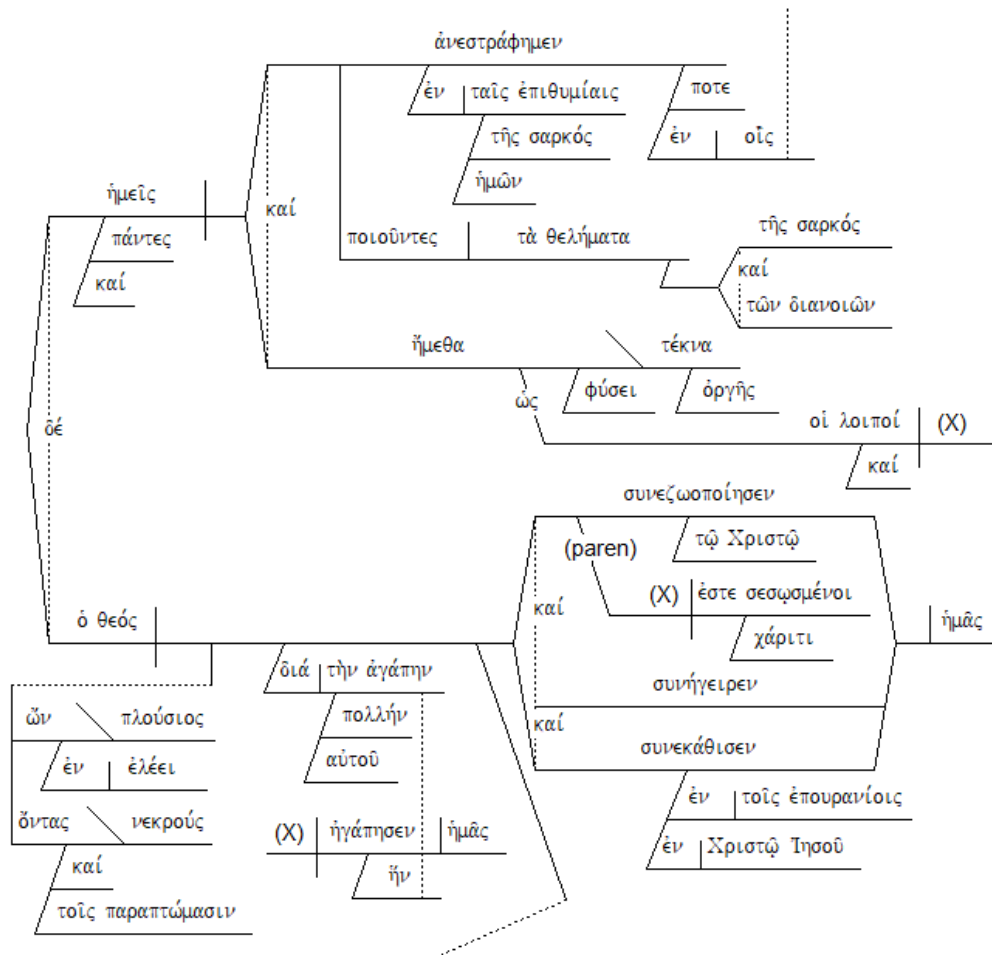 ἀνεστράφημεν
ἐν ταῖς ἐπιθυμίαις ποτε
τῆς σαρκός ἐν οἷς
ἡμῶν
ἡμεῖς καί
πάντες ποιοῦντες τὰ θελήματα τῆς σαρκός
καί καί
τῶν διανοιῶν
ἤμεθα τέκνα
ὡς φύσει ὀργῆς
δέ οἱ λοιποί (X)
καί
συνεζωοποίησεν
(paren) τῷ Χριστῷ
ὁ θεός καί (X) ἐστε σεσῳσμένοι ἡμᾶς
χάριτι
διά τὴν ἀγάπην συνήγειρεν
ὤν πλούσιος πολλήν καί
ἐν ἐλέει αὐτοῦ συνεκάθισεν
ἐν τοῖς ἐπουρανίοις
ὄντας νεκρούς (X) ἠγάπησεν ἡμᾶς ἐν Χριστῷ Ἰησοῦ
καί ἥν
τοῖς παραπτώμασιν